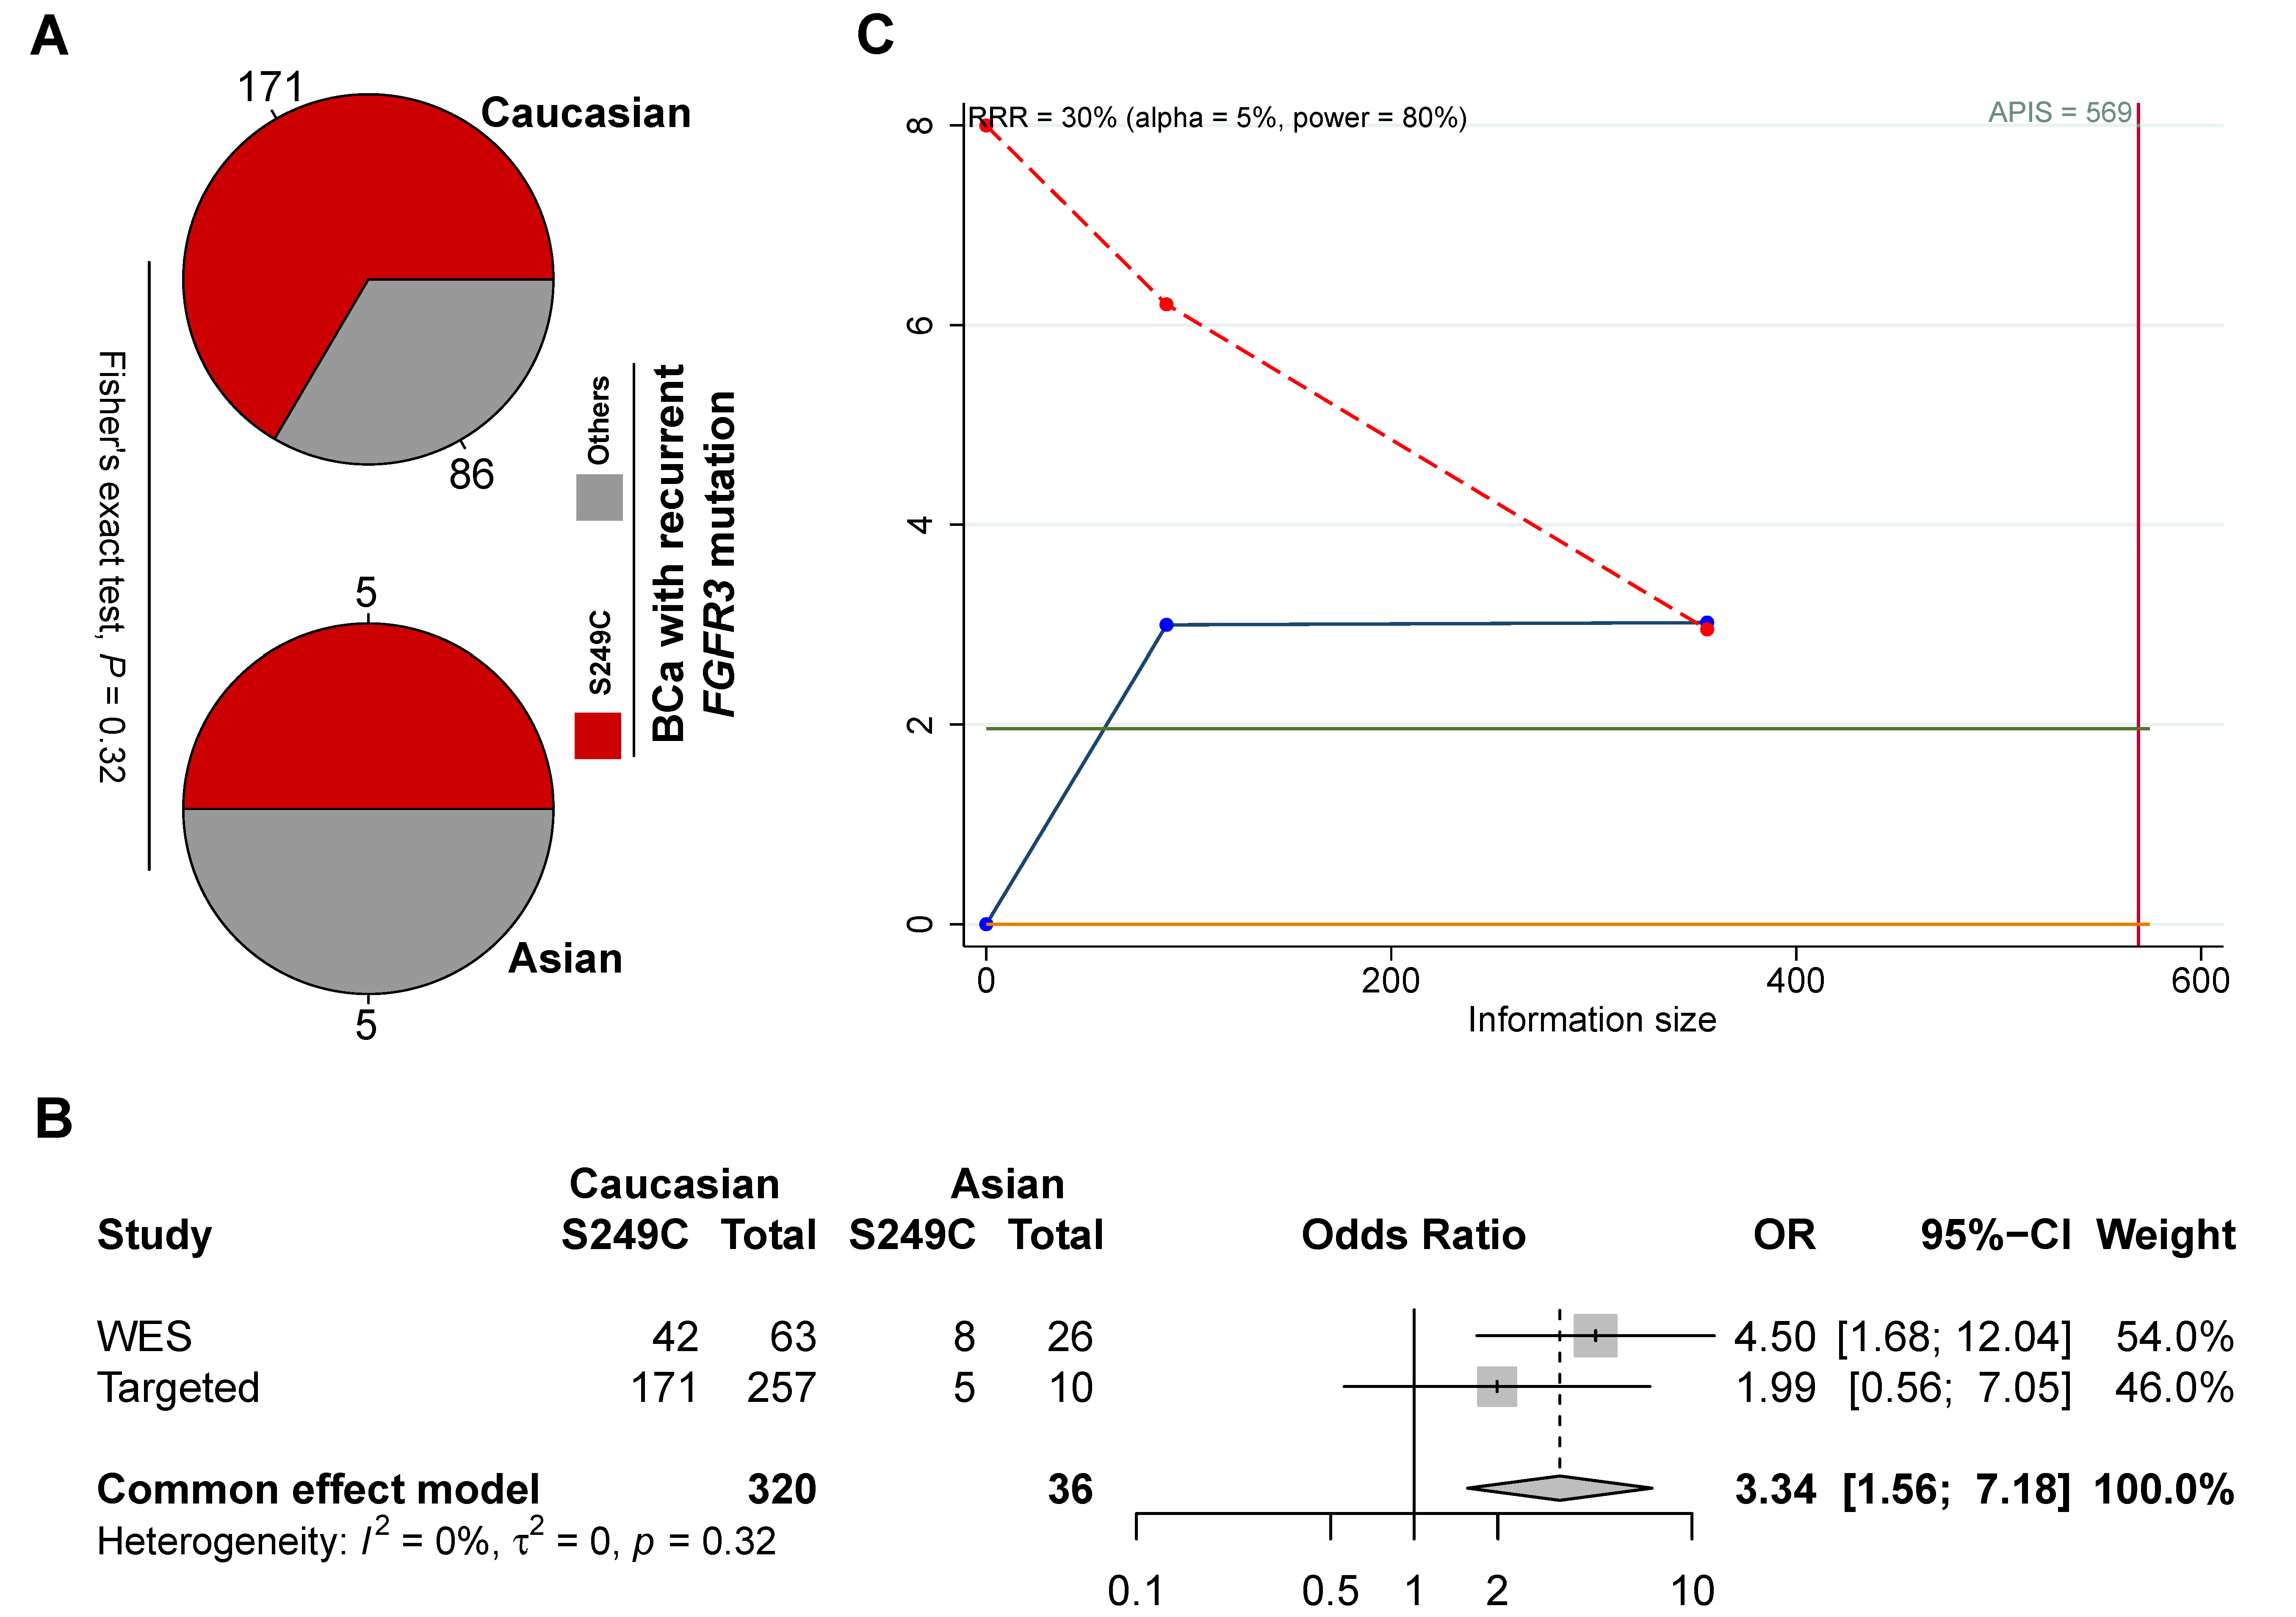 A
171
Caucasian
86
5
Asian
5
Fisher's exact test, P = 0.32
Others
S249C
BCa with recurrent
FGFR3 mutation
C
RRR = 30% (alpha = 5%, power = 80%)
APIS = 569
8
6
4
2
0
0 200 400 600
Information size
B
Caucasian Asian
Study S249C Total S249C Total Odds Ratio OR 95%−CI Weight
WES 42 63 8 26 4.50 [1.68; 12.04] 54.0%
Targeted 171 257 5 10 1.99 [0.56; 7.05] 46.0%
Common effect model 320 36 3.34 [1.56; 7.18] 100.0%
Heterogeneity: I² = 0%, τ² = 0, p = 0.32
0.1 0.5 1 2 10